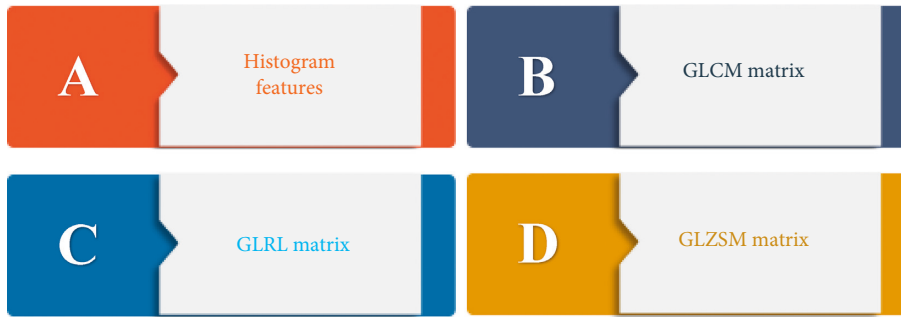 A
Histogram
features
B
GLCM matrix
C
GLRL matrix
D
GLZSM matrix